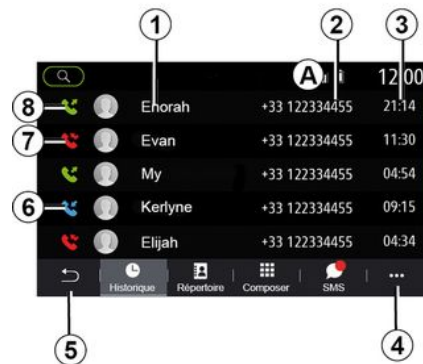 1 2 3
A 12:00
8 Enorah +33 122334455 21:14
7 Evan +33 122334455 11:30
My +33 122334455 04:54
6 Kerlyne +33 122334455 09:15
Elijah +33 122334455 04:34
Historique Répertoire Composer SMS ...
5 4